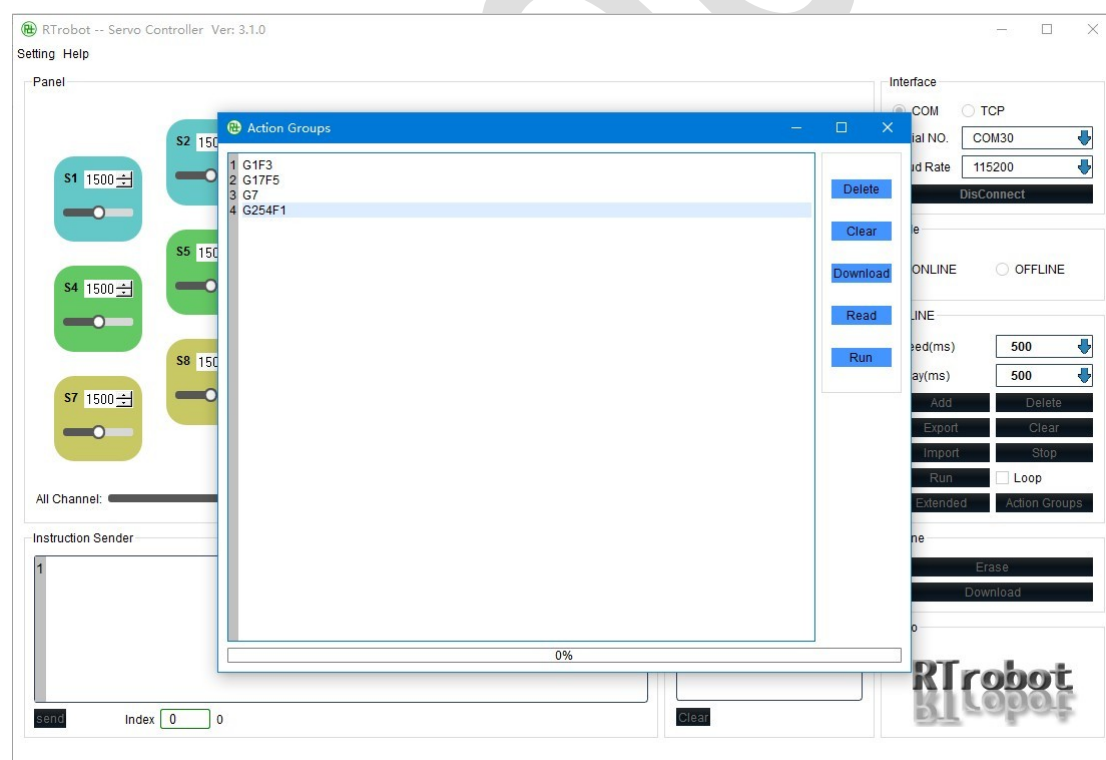 RTrobot -- Servo Controller Ver: 3.1.0
Setting Help
Panel
S1 1500
S2 150
S4 1500
S5 150
S7 1500
S8 150
All Channel:
Instruction Sender
1
send
Index 0 0
Clear
Action Groups
1 G1F3
2 G17F5
3 G7
4 G254F1
Delete
Clear
Download
Read
Run
0%
Interface
COM TCP
ial NO. COM30
ud Rate 115200
DisConnect
e
ONLINE OFFLINE
LINE
eed(ms) 500
ay(ms) 500
Add Delete
Export Clear
Import Stop
Run Loop
Extended Action Groups
ne
Erase
Download
o
RTrobot